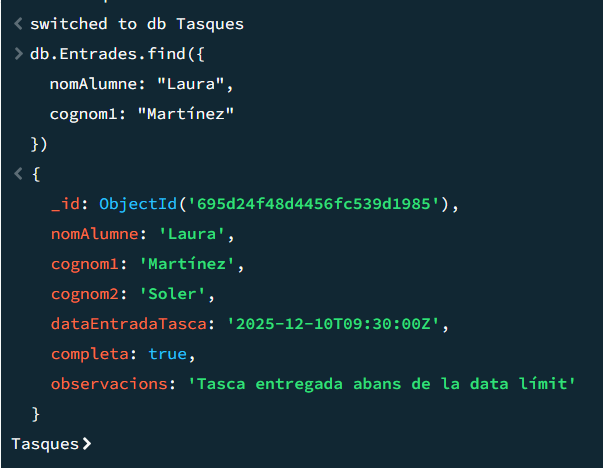 switched to db Tasques
db.Entrades.find({
nomAlumne: "Laura",
cognom1: "Martínez"
})
{
_id: ObjectId('695d24f48d4456fc539d1985'),
nomAlumne: 'Laura',
cognom1: 'Martínez',
cognom2: 'Soler',
dataEntradaTasca: '2025-12-10T09:30:00Z',
completa: true,
observacions: 'Tasca entregada abans de la data límit'
}
Tasques>